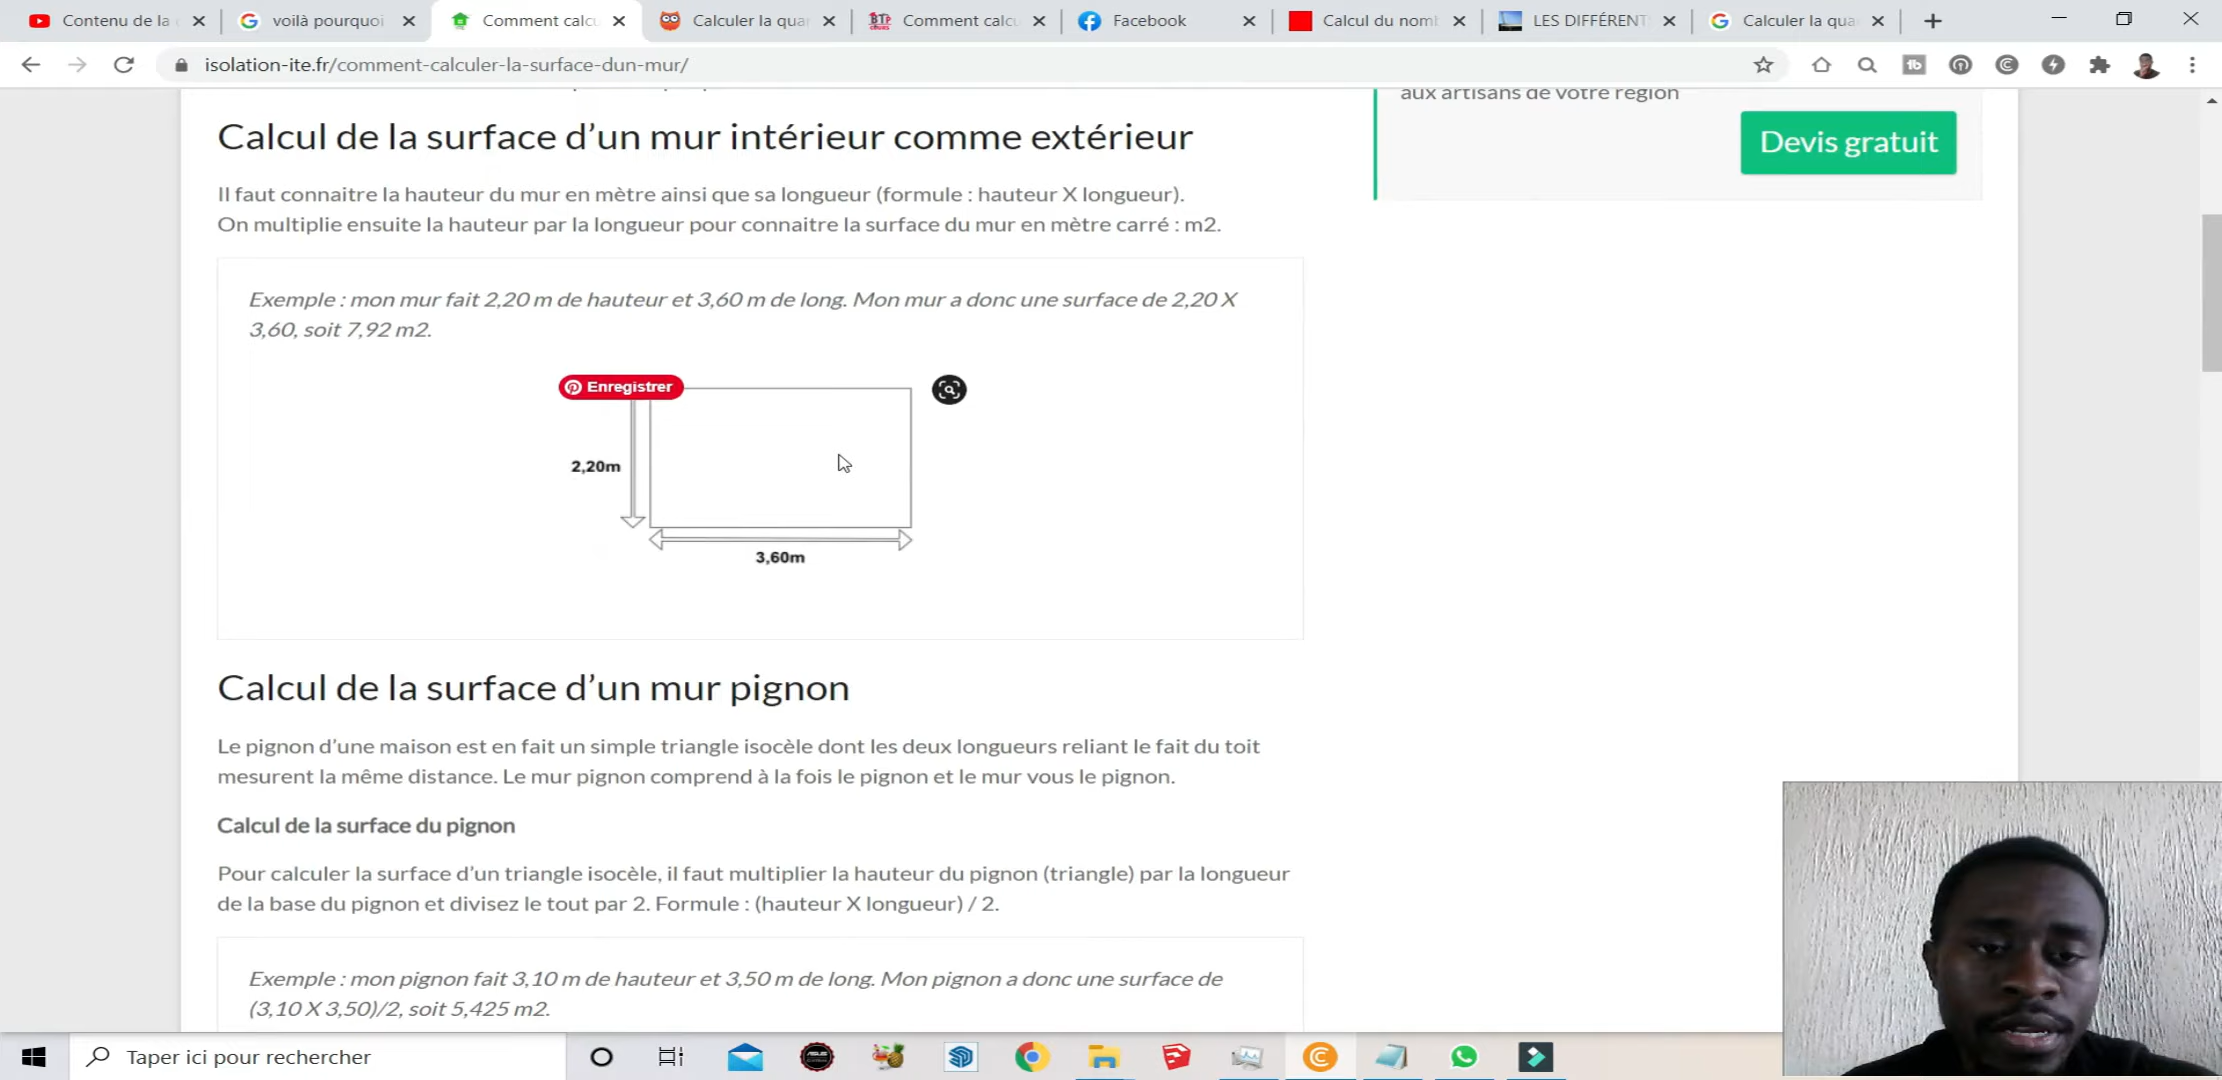 Contenu de la
voilà pourquoi
Comment calcu
Calculer la qua
BTP
COURS
Comment calcu
Facebook
Calcul du nom
LES DIFFÉRENT
Calculer la qua
isolation-ite.fr/comment-calculer-la-surface-dun-mur/
aux artisans de votre région
Devis gratuit
Calcul de la surface d’un mur intérieur comme extérieur
Il faut connaitre la hauteur du mur en mètre ainsi que sa longueur (formule : hauteur X longueur).
On multiplie ensuite la hauteur par la longueur pour connaitre la surface du mur en mètre carré : m2.
Exemple : mon mur fait 2,20 m de hauteur et 3,60 m de long. Mon mur a donc une surface de 2,20 X
3,60, soit 7,92 m2.
Enregistrer
2,20m
3,60m
Calcul de la surface d’un mur pignon
Le pignon d’une maison est en fait un simple triangle isocèle dont les deux longueurs reliant le fait du toit
mesurent la même distance. Le mur pignon comprend à la fois le pignon et le mur vous le pignon.
Calcul de la surface du pignon
Pour calculer la surface d’un triangle isocèle, il faut multiplier la hauteur du pignon (triangle) par la longueur
de la base du pignon et divisez le tout par 2. Formule : (hauteur X longueur) / 2.
Exemple : mon pignon fait 3,10 m de hauteur et 3,50 m de long. Mon pignon a donc une surface de
(3,10 X 3,50)/2, soit 5,425 m2.
Taper ici pour rechercher